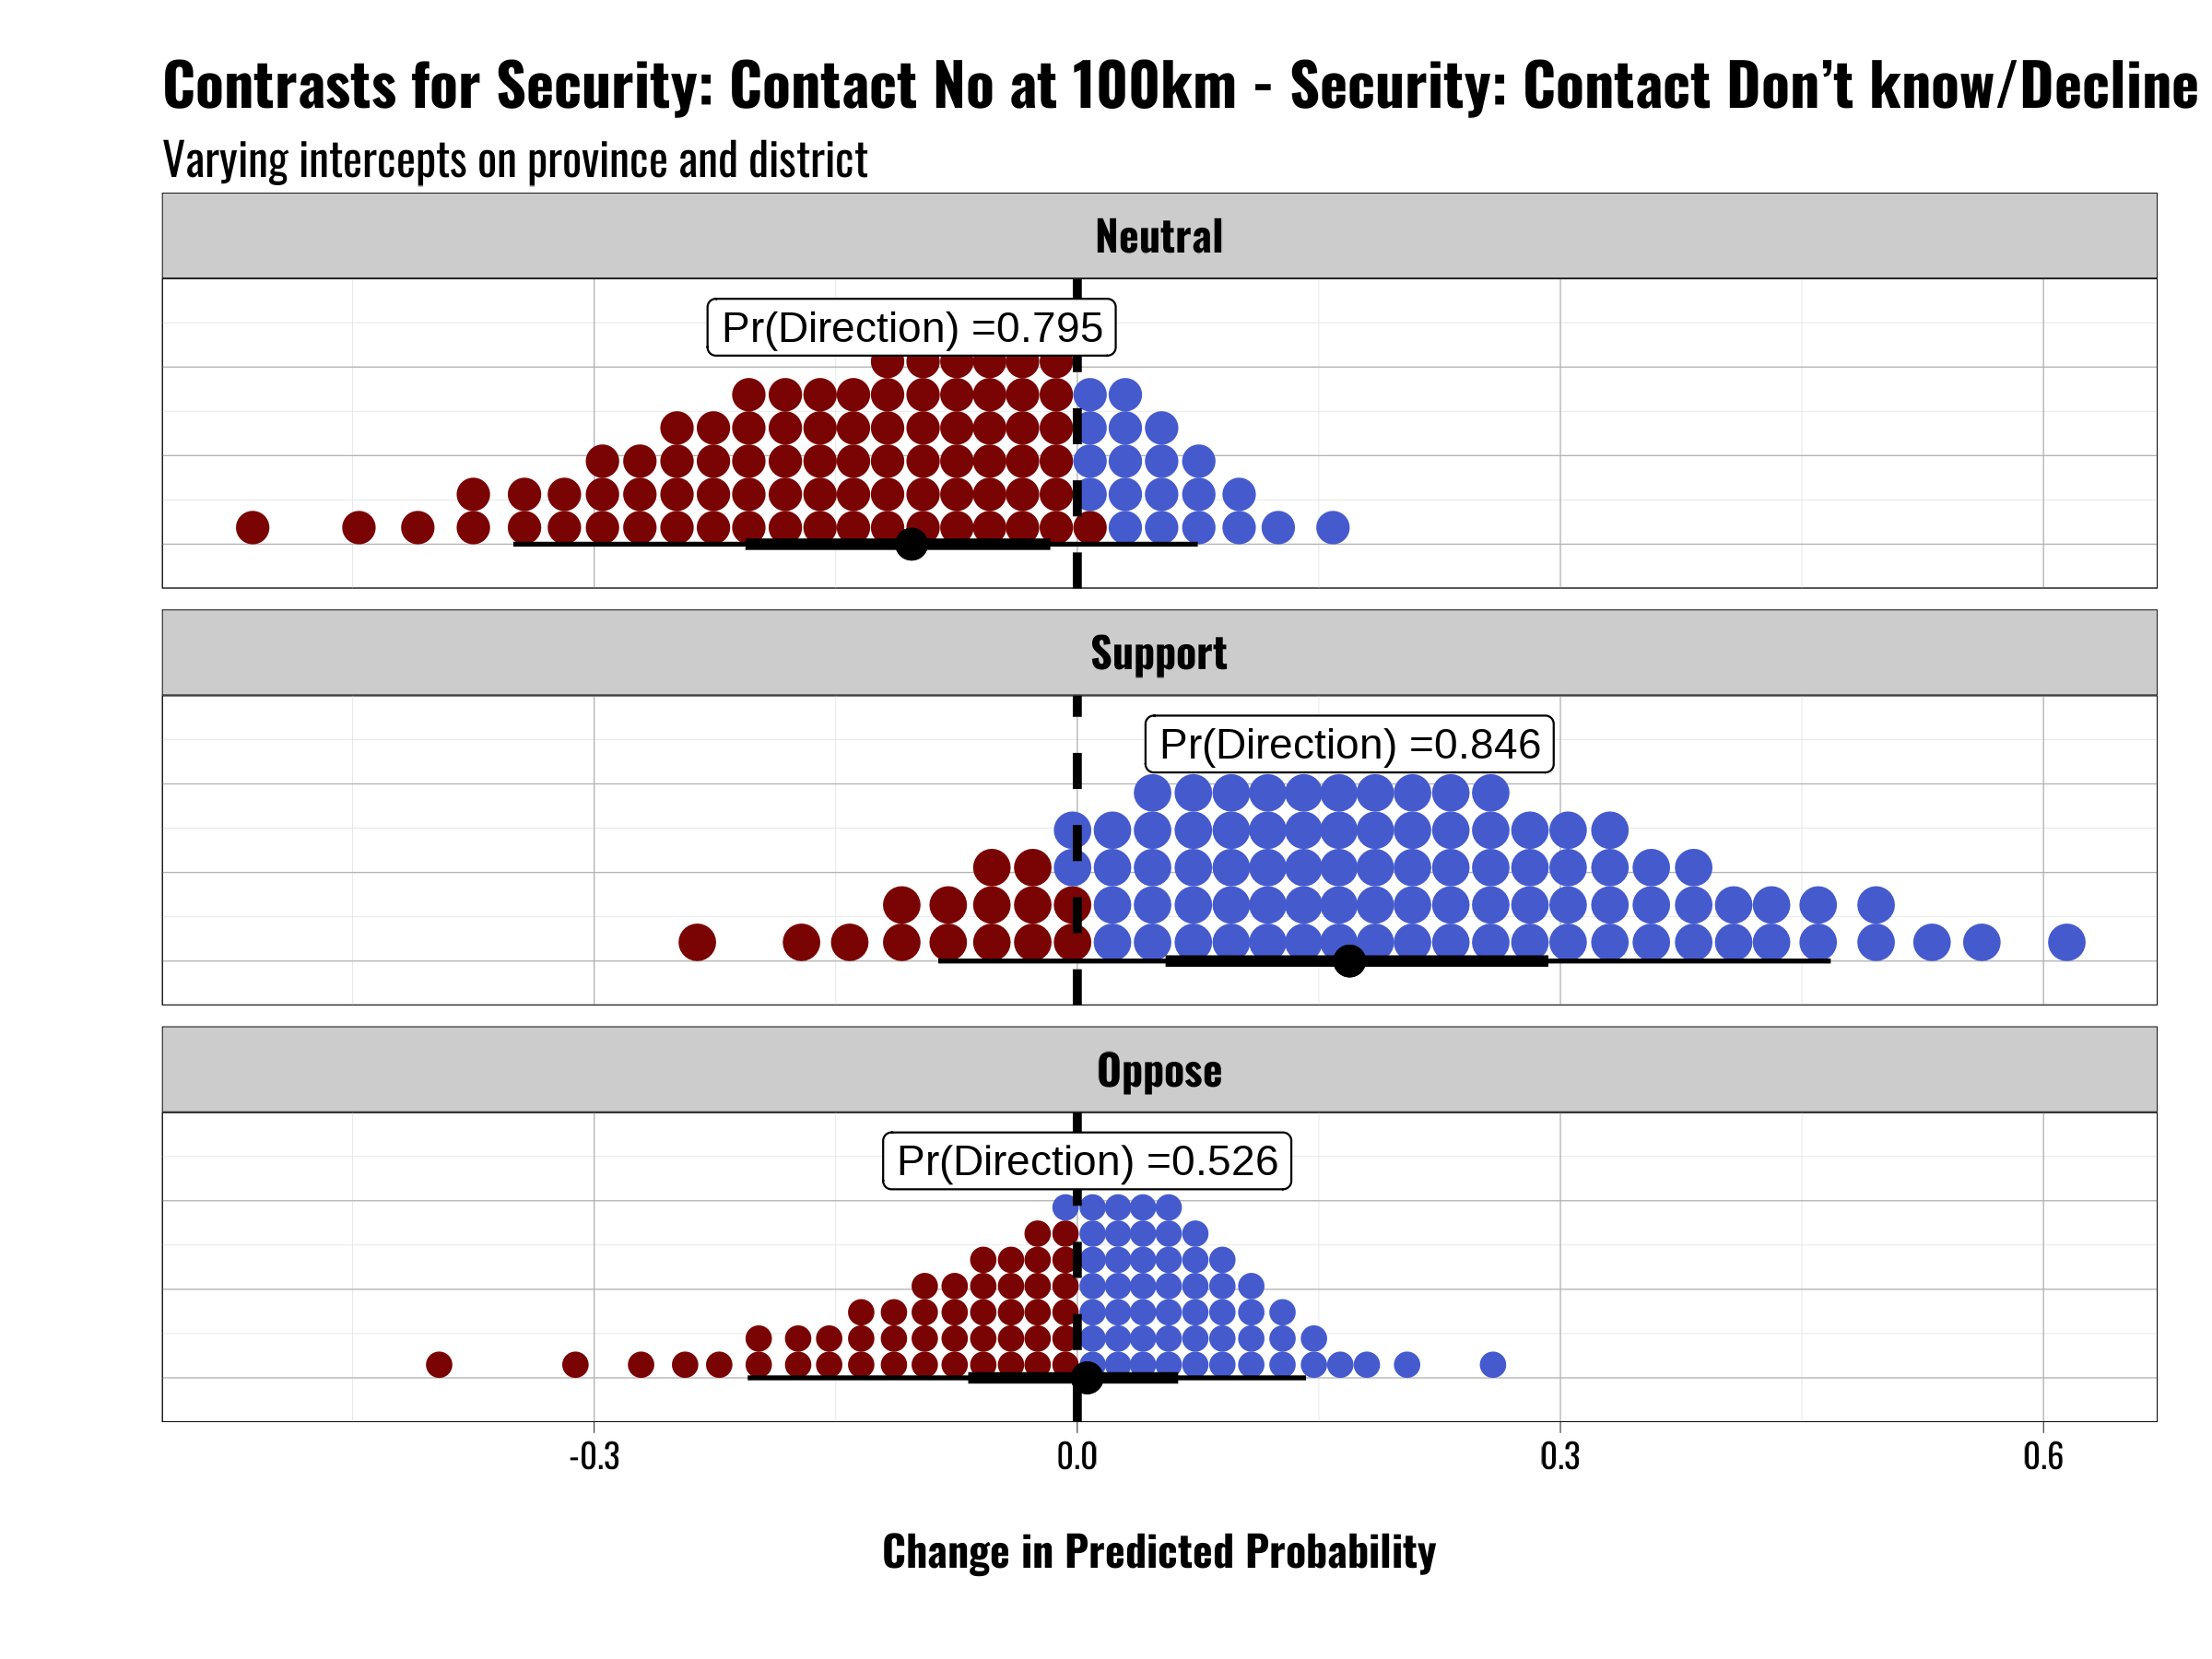 Contrasts for Security: Contact No at 100km - Security: Contact Don’t know/Decline
Varying intercepts on province and district
Neutral
Pr(Direction) =0.795
Support
Pr(Direction) =0.846
Oppose
Pr(Direction) =0.526
-0.3 0.0 0.3 0.6
Change in Predicted Probability